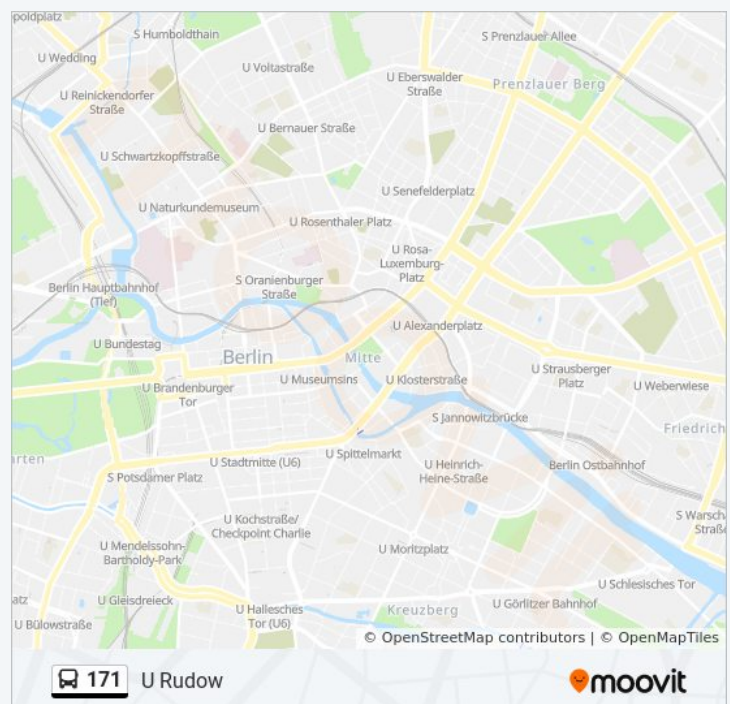 poldplatz
S Humboldthain
S Prenzlauer Allee
U Wedding
U Voltastraße
U Eberswalder
Straße
Prenzlauer Berg
U Reinickendorfer
Straße
U Bernauer Straße
U Schwartzkopffstraße
U Senefelderplatz
U Naturkundemuseum
U Rosenthaler Platz
U Rosa-
Luxemburg-
Platz
Berlin Hauptbahnhof
(Tief)
S Oranienburger
Straße
U Alexanderplatz
U Bundestag
Berlin
Mitte
U Strausberger
Platz
U Brandenburger
Tor
U Museumsins
U Klosterstraße
U Weberwiese
S Jannowitzbrücke
Friedrich
arten
U Stadtmitte (U6)
U Spittelmarkt
U Heinrich-
Heine-Straße
Berlin Ostbahnhof
S Potsdamer Platz
S Warsch
Straße
U Kochstraße/
Checkpoint Charlie
U Mendelssohn-
Bartholdy-Park
U Moritzplatz
U Schlesisches Tor
atz
U Gleisdreieck
U Hallesches
Tor (U6)
Kreuzberg
U Görlitzer Bahnhof
U Bülowstraße
© OpenStreetMap contributors | © OpenMapTiles
171 U Rudow
moovit